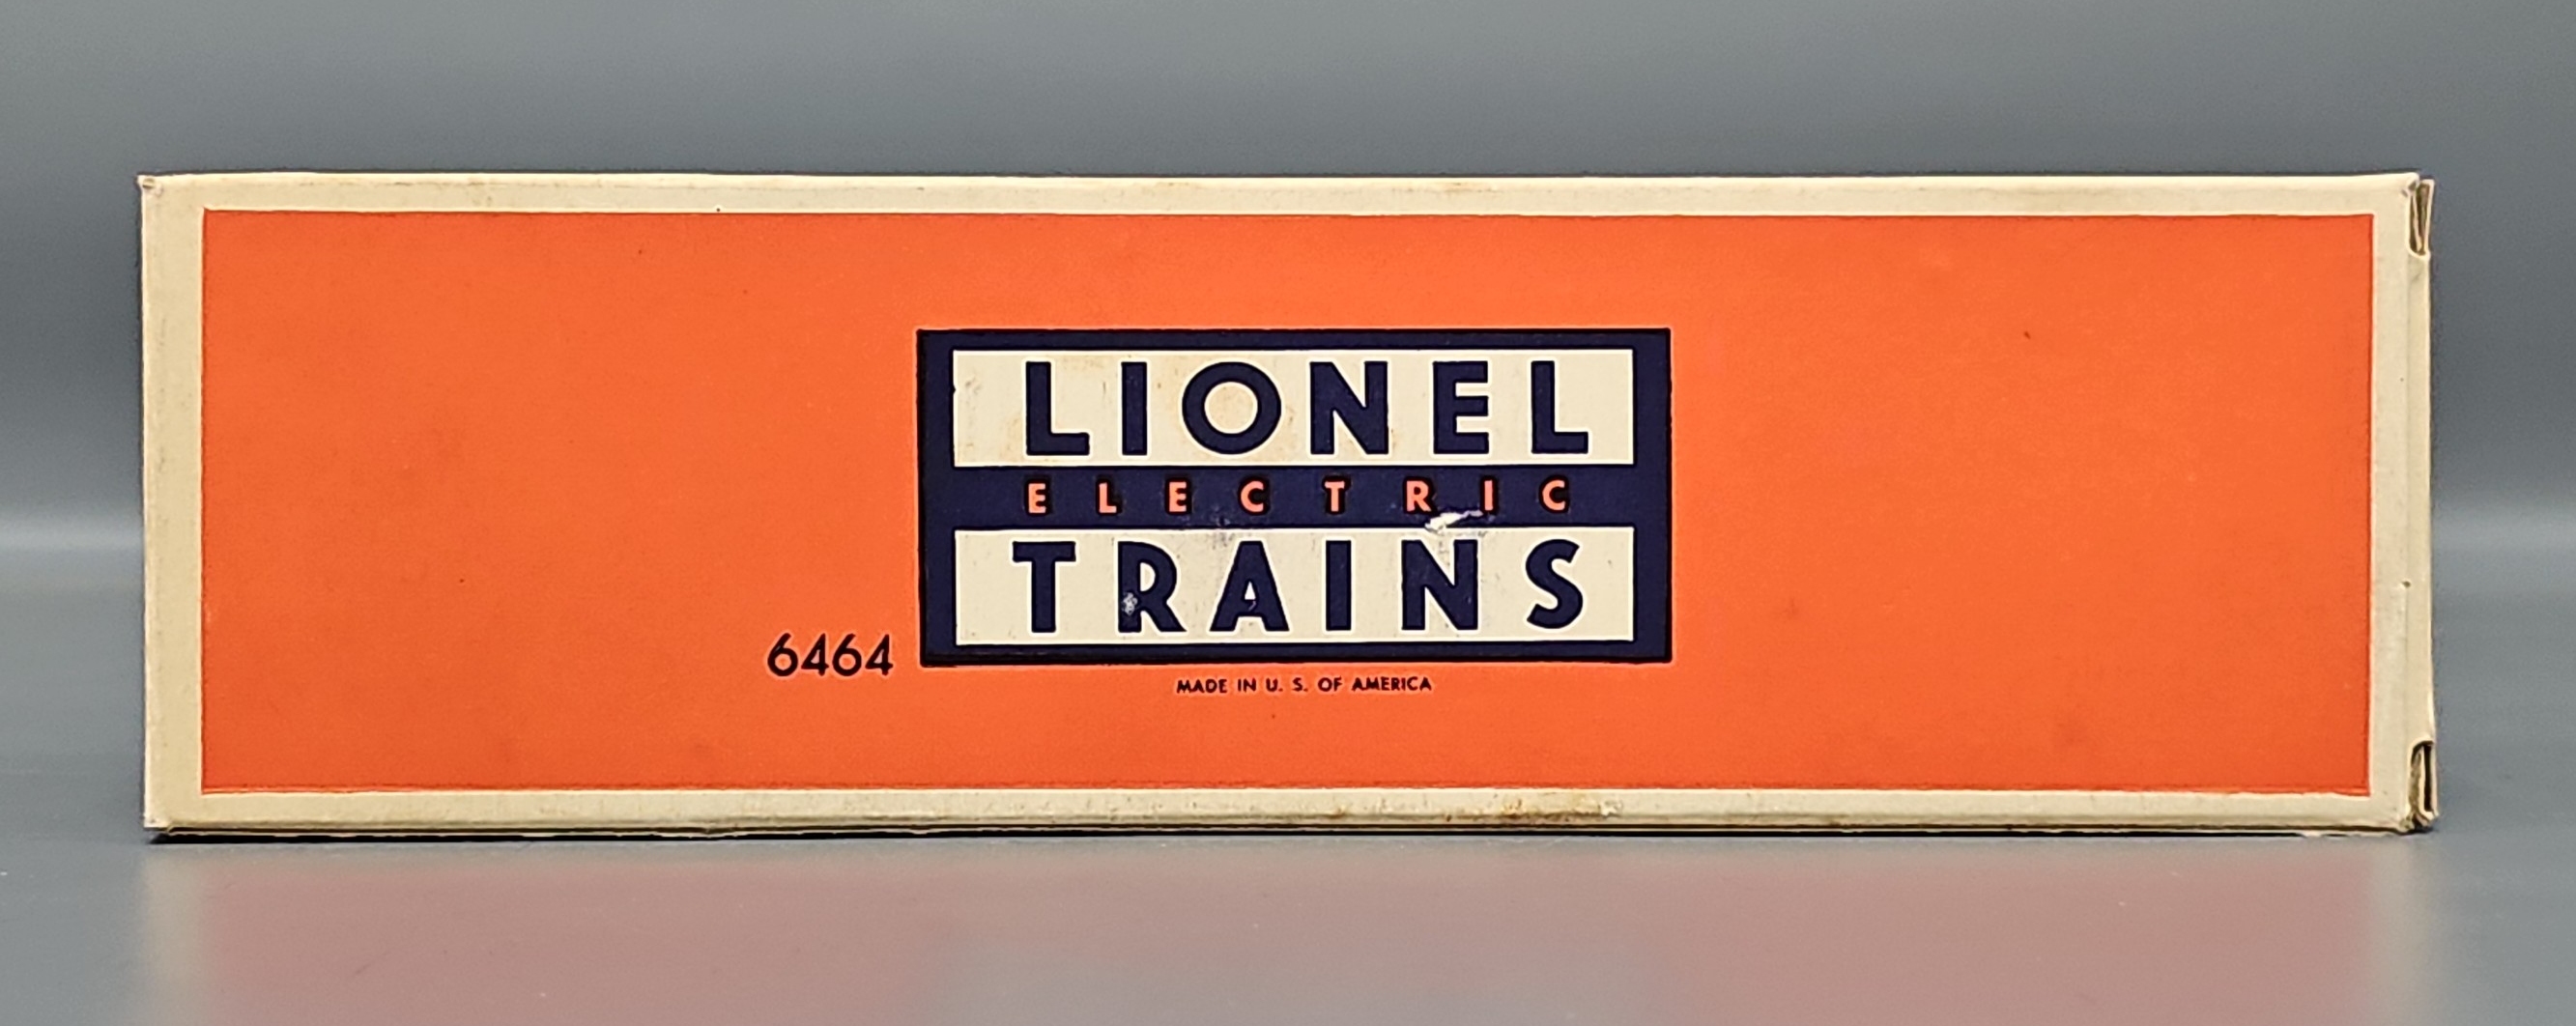 LIONEL
ELECTRIC
TRAINS
6464
MADE IN U. S. OF AMERICA